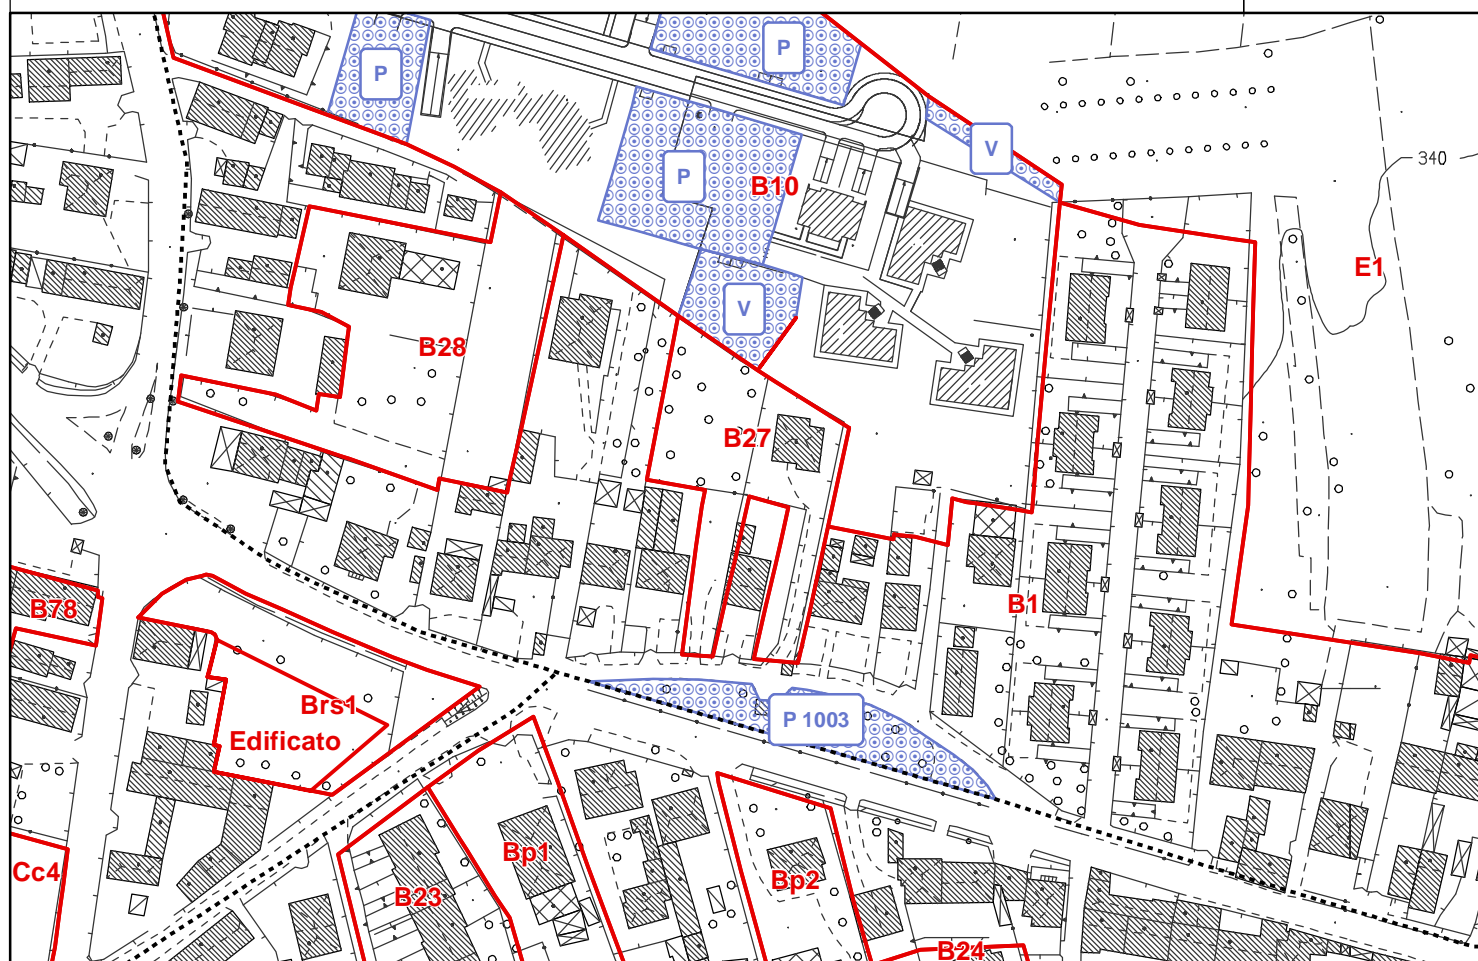 P
P
V
340
P
B10
E1
V
B28
B27
B78
B1
Brs1
P 1003
Edificato
Bp1
Cc4
Bp2
B23
B24